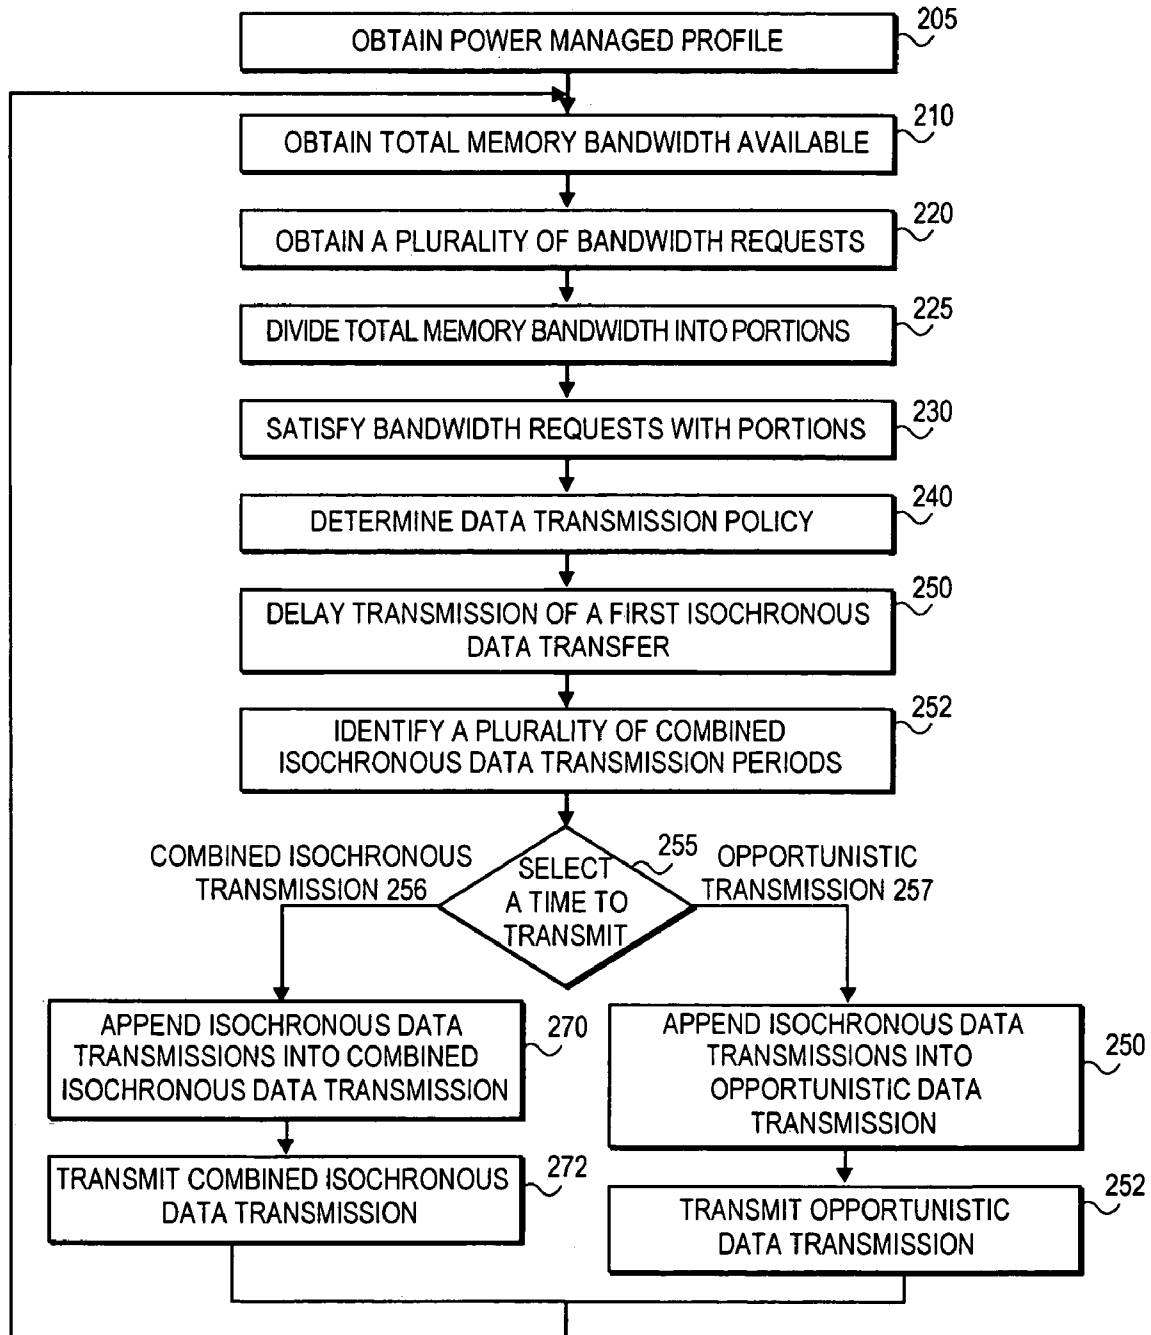 OBTAIN POWER MANAGED PROFILE
205
OBTAIN TOTAL MEMORY BANDWIDTH AVAILABLE
210
OBTAIN A PLURALITY OF BANDWIDTH REQUESTS
220
DIVIDE TOTAL MEMORY BANDWIDTH INTO PORTIONS
225
SATISFY BANDWIDTH REQUESTS WITH PORTIONS
230
DETERMINE DATA TRANSMISSION POLICY
240
DELAY TRANSMISSION OF A FIRST ISOCHRONOUS
DATA TRANSFER
250
IDENTIFY A PLURALITY OF COMBINED
ISOCHRONOUS DATA TRANSMISSION PERIODS
252
COMBINED ISOCHRONOUS
TRANSMISSION 256
SELECT
A TIME TO
TRANSMIT
255
OPPORTUNISTIC
TRANSMISSION 257
APPEND ISOCHRONOUS DATA
TRANSMISSIONS INTO COMBINED
ISOCHRONOUS DATA TRANSMISSION
270
TRANSMIT COMBINED ISOCHRONOUS
DATA TRANSMISSION
272
APPEND ISOCHRONOUS DATA
TRANSMISSIONS INTO
OPPORTUNISTIC DATA
TRANSMISSION
250
TRANSMIT OPPORTUNISTIC
DATA TRANSMISSION
252